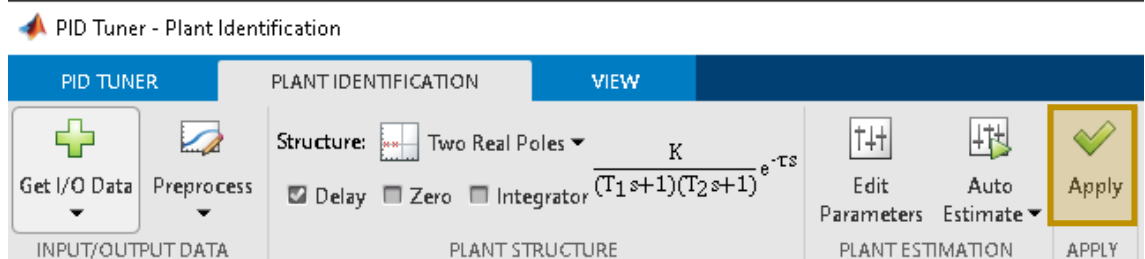 PID Tuner - Plant Identification
PID TUNER PLANT IDENTIFICATION VIEW
Structure: Two Real Poles
K
(T1s+1)(T2s+1) e-τs
Get I/O Data Preprocess
Delay Zero Integrator
Edit Parameters
Auto Estimate
Apply
INPUT/OUTPUT DATA PLANT STRUCTURE PLANT ESTIMATION APPLY